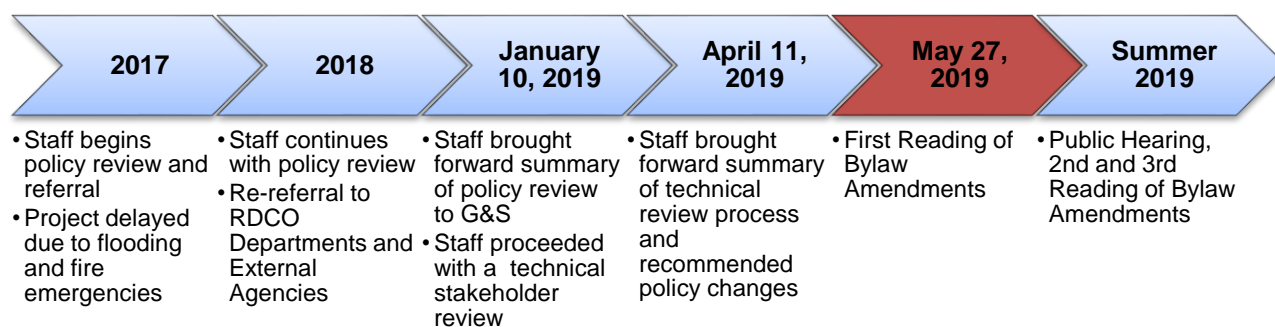 2017
2018
January
10, 2019
April 11,
2019
May 27,
2019
Summer
2019
• Staff begins
policy review and
referral
• Project delayed
due to flooding
and fire
emergencies
• Staff continues
with policy review
• Re-referral to
RDCO
Departments and
External
Agencies
• Staff brought
forward summary
of policy review
to G&S
• Staff proceeded
with a technical
stakeholder
review
• Staff brought
forward summary
of technical
review process
and
recommended
policy changes
• First Reading of
Bylaw
Amendments
• Public Hearing,
2nd and 3rd
Reading of Bylaw
Amendments